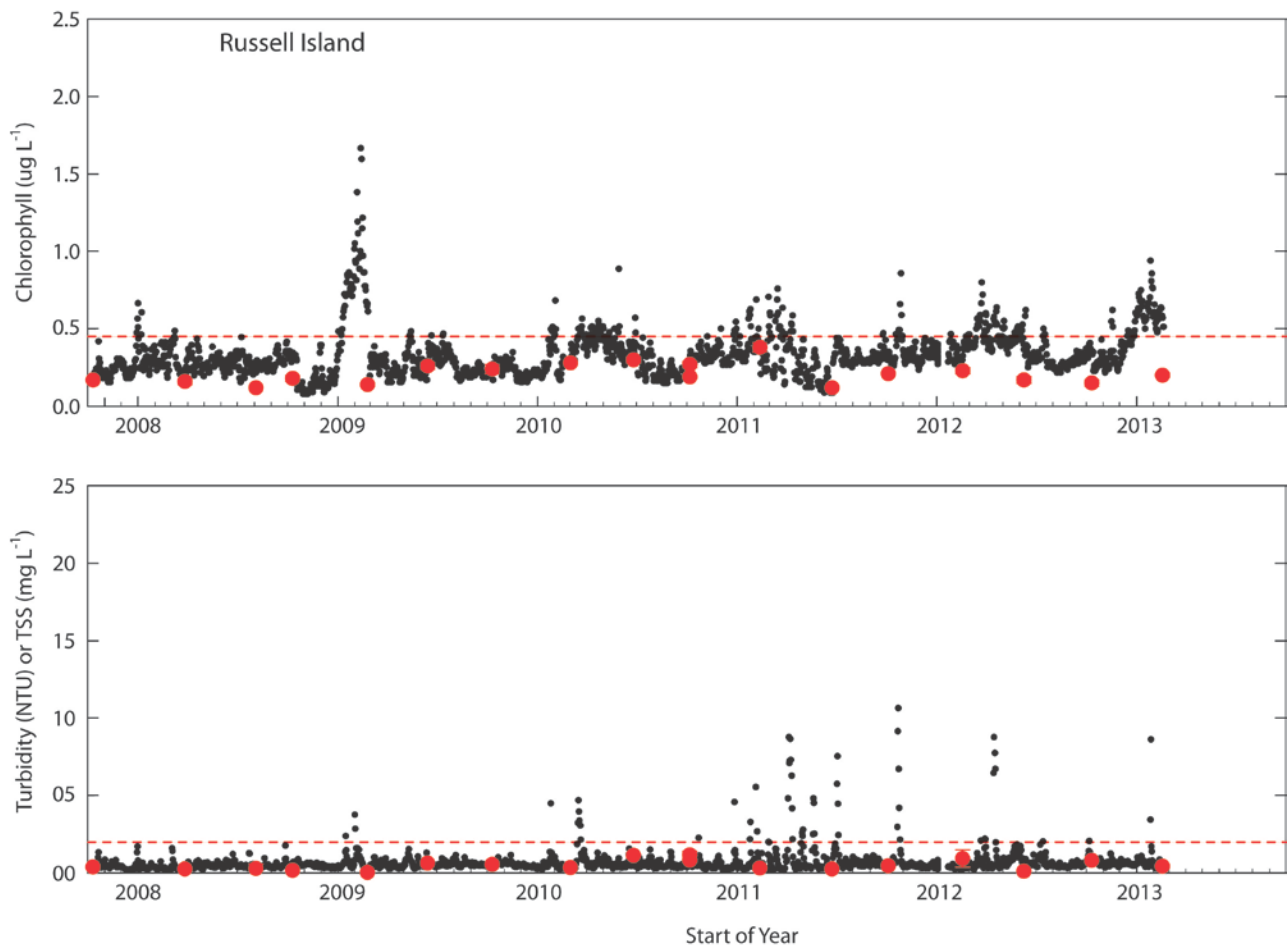 Russell Island
Chlorophyll (ug L⁻¹)
2.5
2.0
1.5
1.0
0.5
0.0
2008 2009 2010 2011 2012 2013
Turbidity (NTU) or TSS (mg L⁻¹)
25
20
15
10
05
00
2008 2009 2010 2011 2012 2013
Start of Year